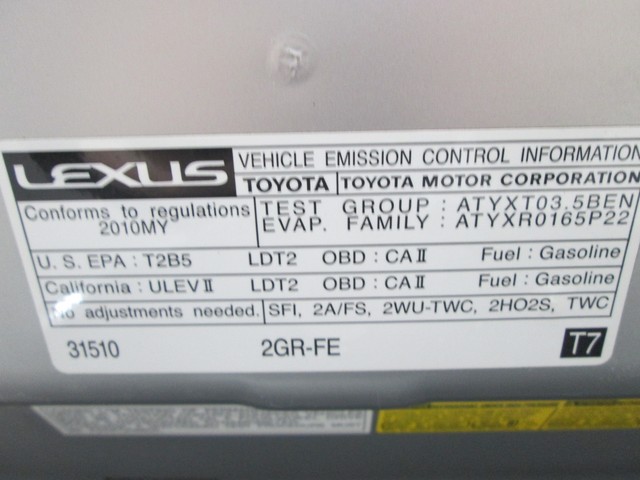 LEXUS VEHICLE EMISSION CONTROL INFORMATION
TOYOTA TOYOTA MOTOR CORPORATION
Conforms to regulations
2010MY
TEST GROUP : ATYXT03.5BEN
EVAP. FAMILY : ATYXR0165P22
U. S. EPA : T2B5 LDT2 OBD : CAⅡ Fuel : Gasoline
California : ULEVⅡ LDT2 OBD : CAⅡ Fuel : Gasoline
No adjustments needed. SFI, 2A/FS, 2WU-TWC, 2HO2S, TWC
31510 2GR-FE T7